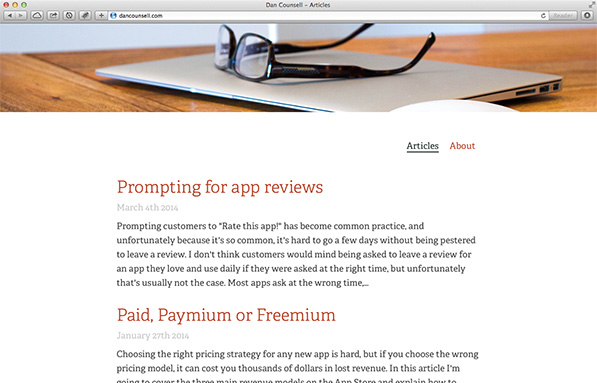 Dan Counsell – Articles
dancounsell.com
Reader
Articles About
Prompting for app reviews
March 4th 2014
Prompting customers to "Rate this app!" has become common practice, and
unfortunately because it's so common, it's hard to go a few days without being pestered
to leave a review. I don't think customers would mind being asked to leave a review for
an app they love and use daily if they were asked at the right time, but unfortunately
that's usually not the case. Most apps ask at the wrong time,...
Paid, Paymium or Freemium
January 27th 2014
Choosing the right pricing strategy for any new app is hard, but if you choose the wrong
pricing model, it can cost you thousands of dollars in lost revenue. In this article I'm
going to cover the three main revenue models on the App Store and explain how to